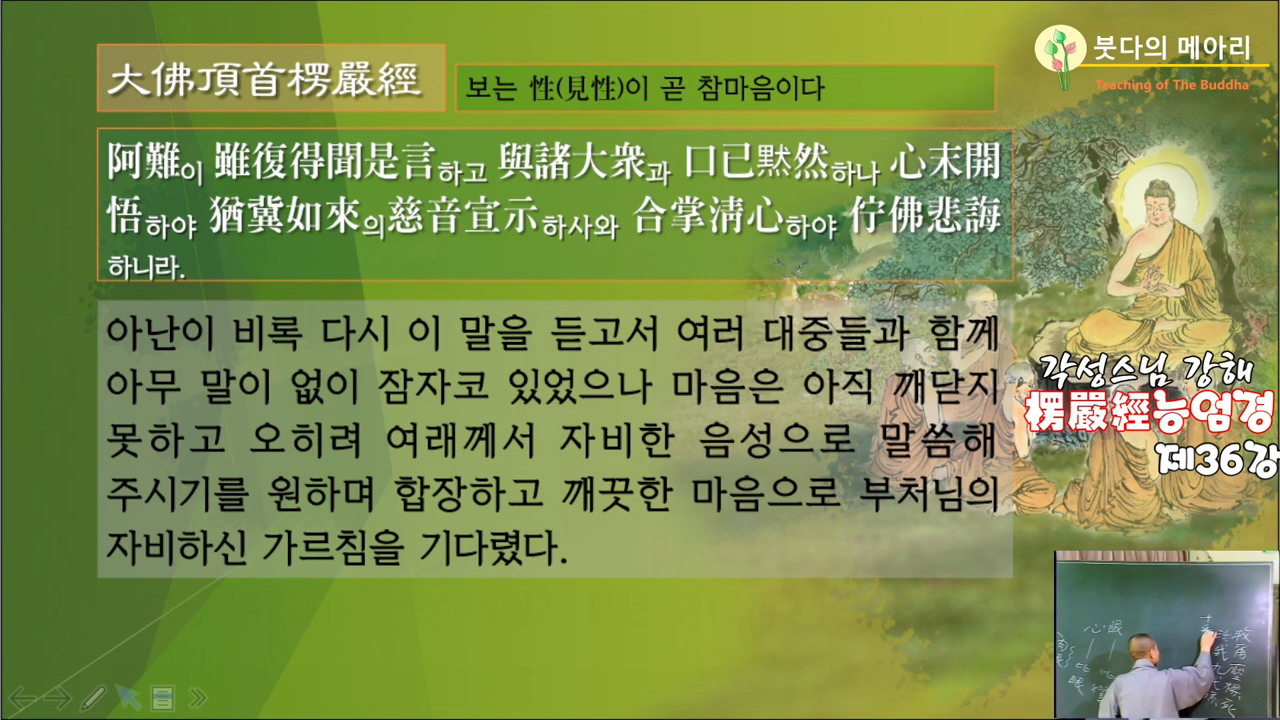 大佛頂首楞嚴經
보는 性(見性)이 곧 참마음이다
붓다의 메아리
Teaching of The Buddha
阿難이 雖復得聞是言하고 與諸大衆과 口已默然하나 心末開
悟하야 猶冀如來의慈音宣示하사와 合掌淸心하야 佇佛悲誨
하니라.
아난이 비록 다시 이 말을 듣고서 여러 대중들과 함께
아무 말이 없이 잠자코 있었으나 마음은 아직 깨닫지
못하고 오히려 여래께서 자비한 음성으로 말씀해
주시기를 원하며 합장하고 깨끗한 마음으로 부처님의
자비하신 가르침을 기다렸다.
각성스님 강해
楞嚴經능엄경
제36강
心 眼